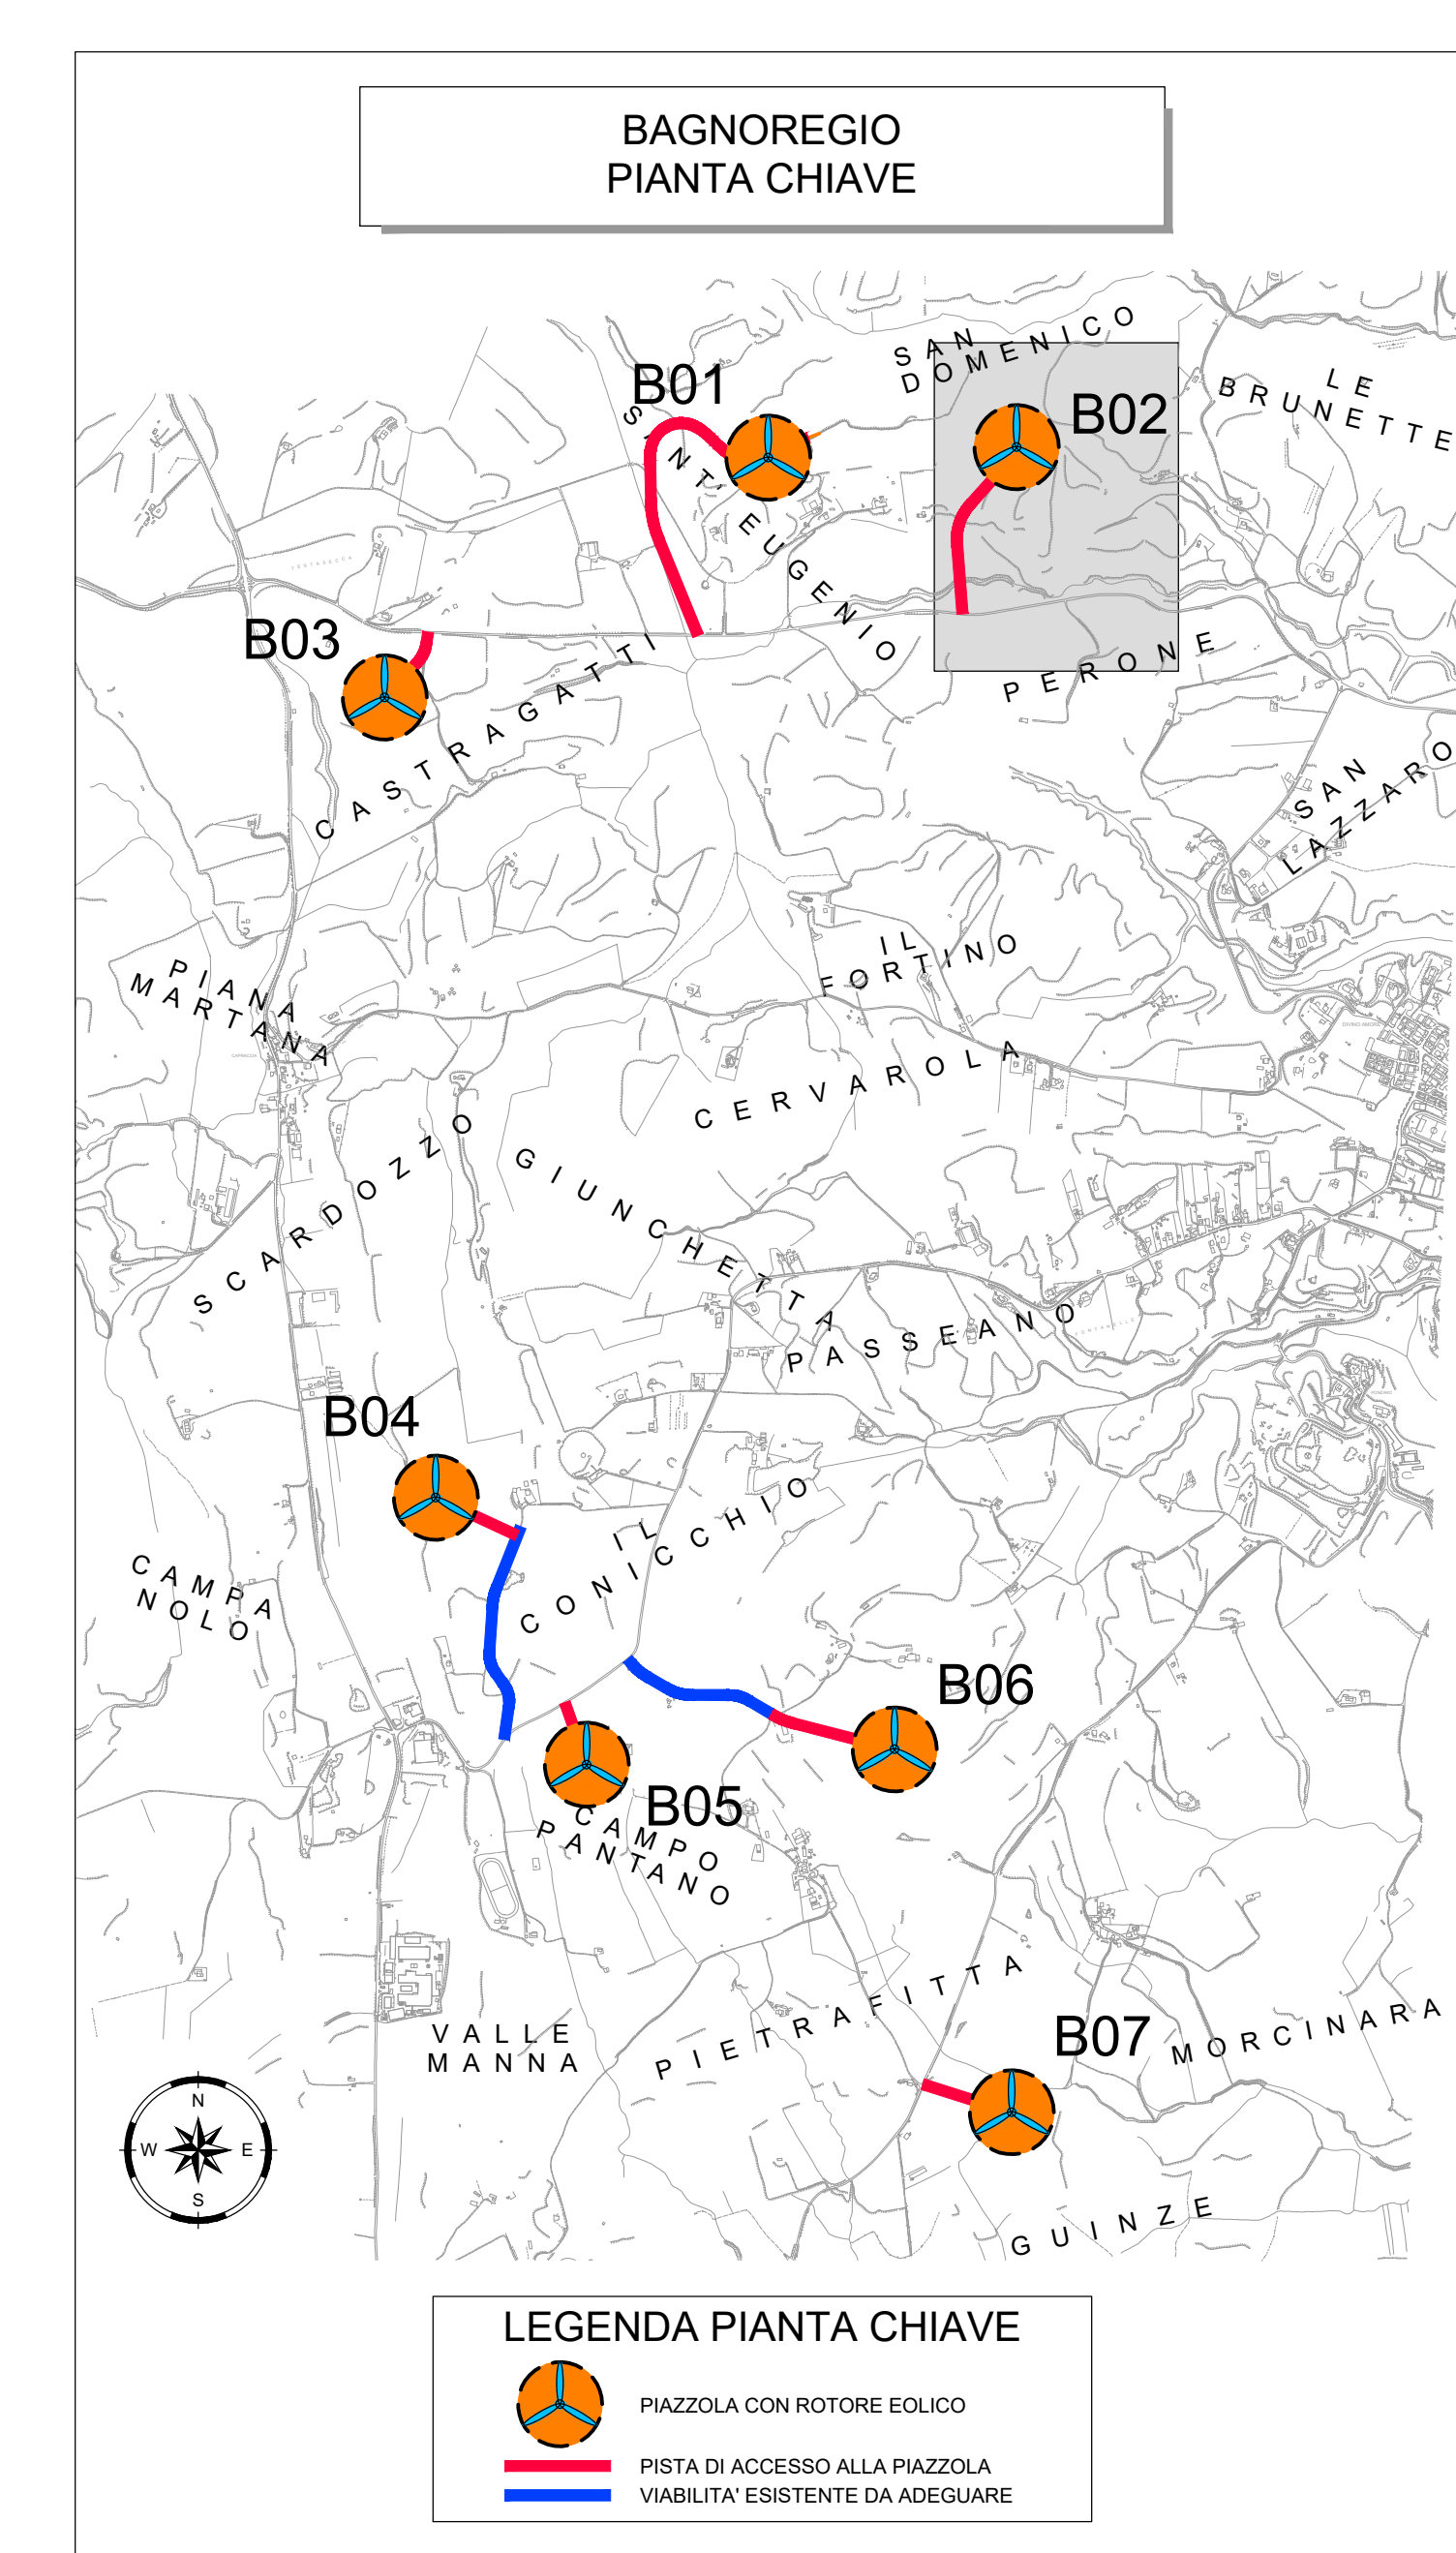 BAGNOREGIO
PIANTA CHIAVE
SAN
DOMENICO
LE
BRUNETTE
B01
B02
SANT' EUGENIO
B03
PERONE
CASTRAGATTI
SAN
LAZZARO
IL
FORTINO
PIANA
MARTANA
DIVINO AMORE
CERVAROLA
SCARDOZZO
GIUNCHETTA
PASSEANO
B04
IL
CONICCHIO
CAMPA
NOLO
B06
B05
CAMPO
PANTANO
PIETRAFITTA
VALLE
MANNA
B07
MORCINARA
N
W E
S
GUINZE
LEGENDA PIANTA CHIAVE
PIAZZOLA CON ROTORE EOLICO
PISTA DI ACCESSO ALLA PIAZZOLA
VIABILITA' ESISTENTE DA ADEGUARE